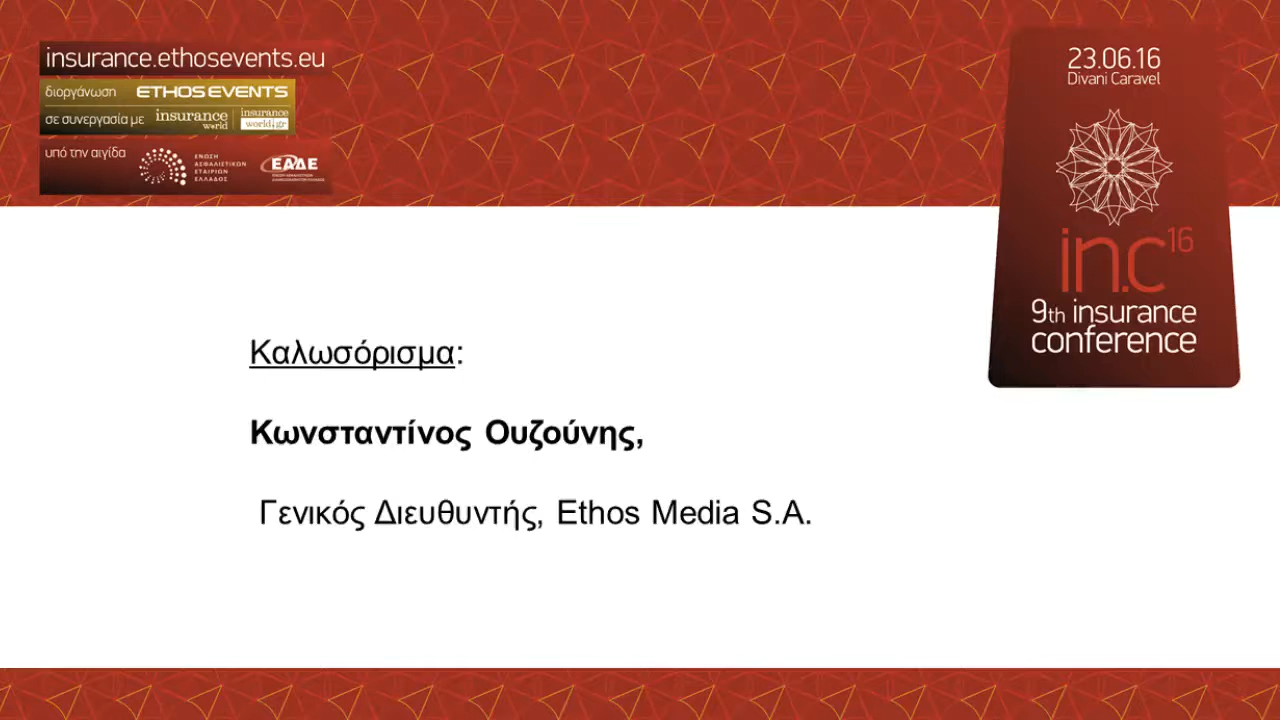 insurance.ethosevents.eu
διοργάνωση ETHOS EVENTS
σε συνεργασία με insurance world insurance world.gr
υπό την αιγίδα
ΕΝΩΣΗ
ΑΣΦΑΛΙΣΤΙΚΩΝ
ΕΤΑΙΡΙΩΝ
ΕΛΛΑΔΟΣ
ΕΑΔΕ
23.06.16
Divani Caravel
in.c16
9th insurance
conference
Καλωσόρισμα:
Κωνσταντίνος Ουζούνης,
Γενικός Διευθυντής, Ethos Media S.A.